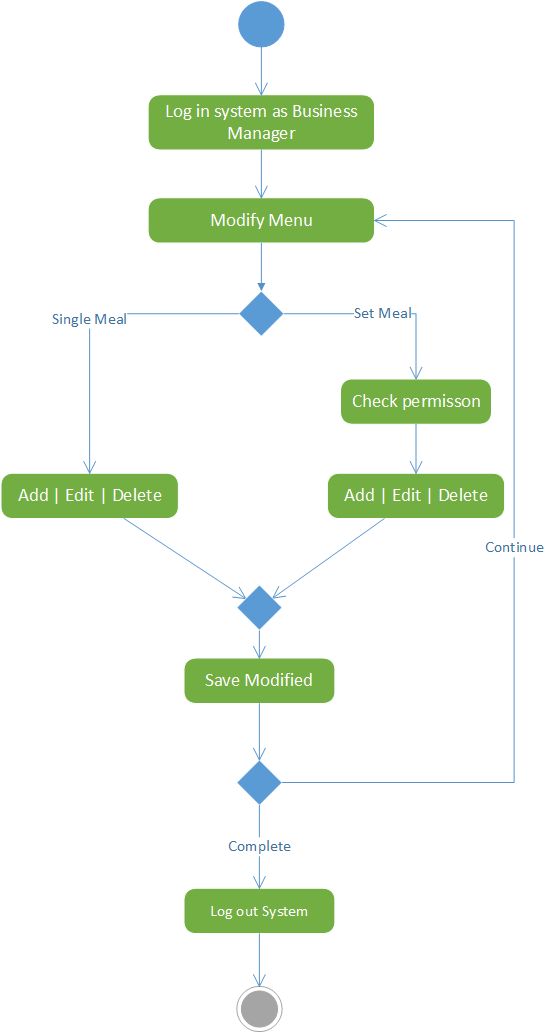 Log in system as Business
Manager
Modify Menu
Single Meal
Set Meal
Check permisson
Add | Edit | Delete
Add | Edit | Delete
Continue
Save Modified
Complete
Log out System